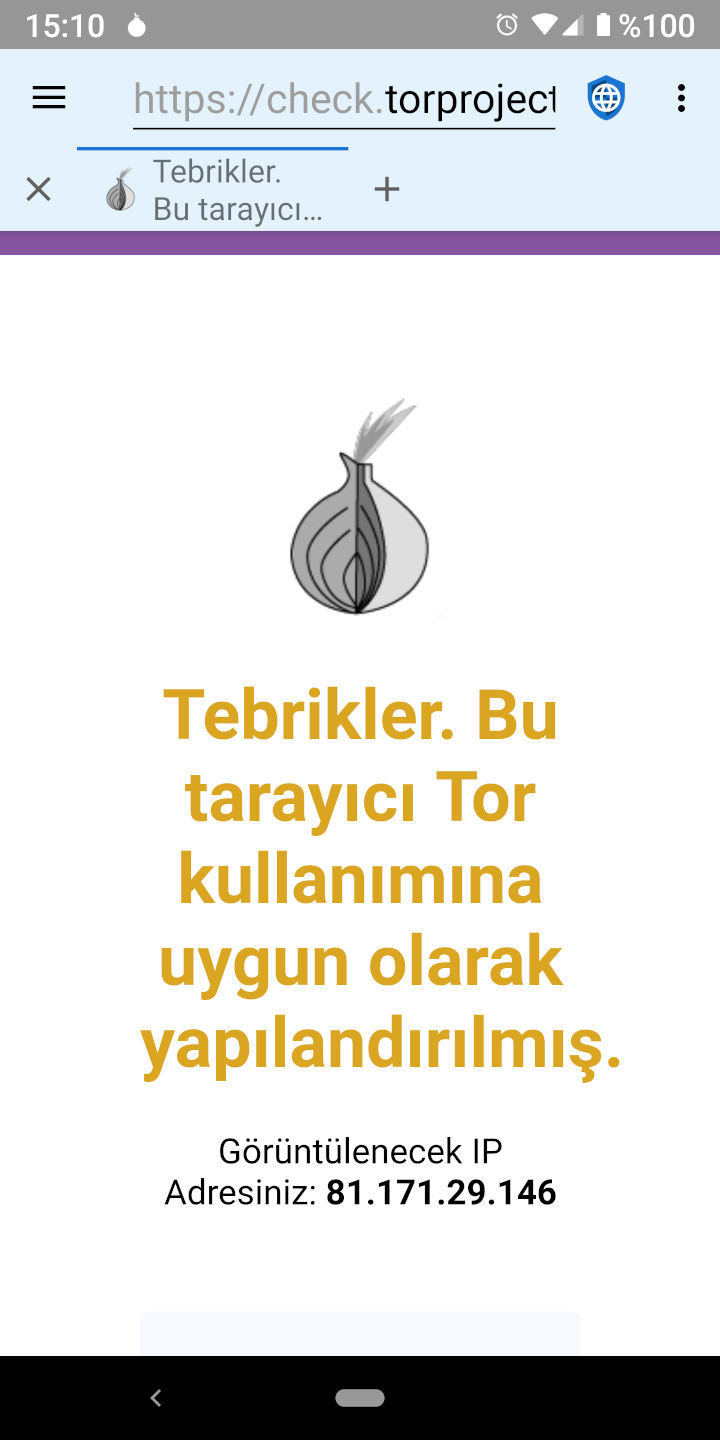 15:10 %100
https://check.torproject
Tebrikler.
Bu tarayıcı...
Tebrikler. Bu
tarayıcı Tor
kullanımına
uygun olarak
yapılandırılmış.
Görüntülenecek IP
Adresiniz: 81.171.29.146